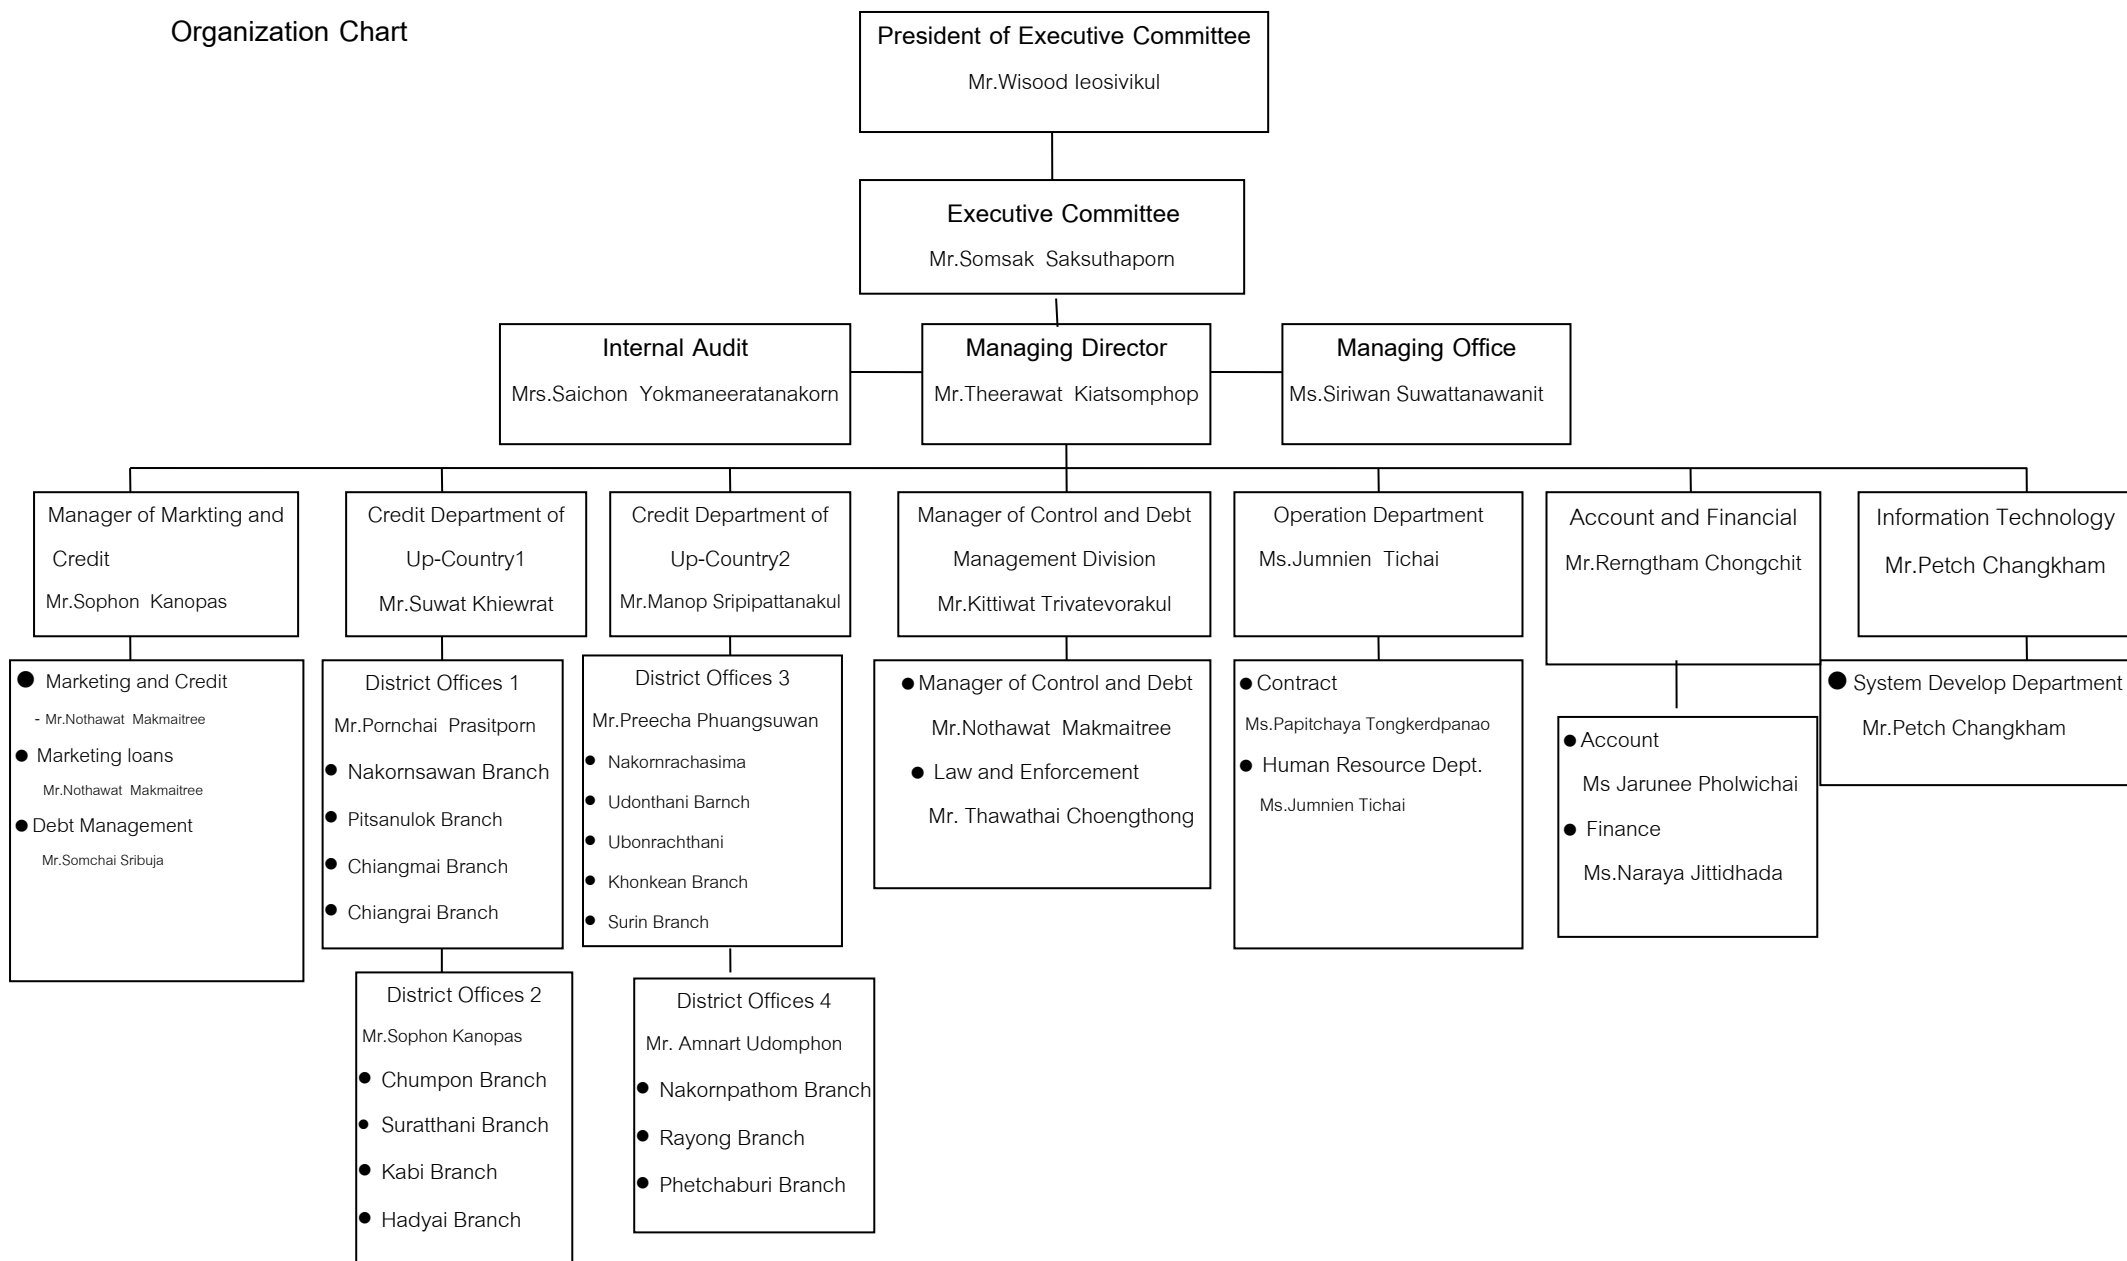 Organization Chart
President of Executive Committee
Mr.Wisood Ieosivikul
Executive Committee
Mr.Somsak Saksuthaporn
Internal Audit
Mrs.Saichon Yokmaneeratanakorn
Managing Director
Mr.Theerawat Kiatsomphop
Managing Office
Ms.Siriwan Suwattanawanit
Manager of Markting and
Credit
Mr.Sophon Kanopas
Credit Department of
Up-Country1
Mr.Suwat Khiewrat
Credit Department of
Up-Country2
Mr.Manop Sripipattanakul
Manager of Control and Debt
Management Division
Mr.Kittiwat Trivatevorakul
Operation Department
Ms.Jumnien Tichai
Account and Financial
Mr.Rerngtham Chongchit
Information Technology
Mr.Petch Changkham
● Marketing and Credit
- Mr.Nothawat Makmaitree
● Marketing loans
Mr.Nothawat Makmaitree
● Debt Management
Mr.Somchai Sribuja
District Offices 1
Mr.Pornchai Prasitporn
● Nakornsawan Branch
● Pitsanulok Branch
● Chiangmai Branch
● Chiangrai Branch
District Offices 2
Mr.Sophon Kanopas
● Chumpon Branch
● Suratthani Branch
● Kabi Branch
● Hadyai Branch
District Offices 3
Mr.Preecha Phuangsuwan
● Nakornrachasima
● Udonthani Barnch
● Ubonrachthani
● Khonkean Branch
● Surin Branch
District Offices 4
Mr. Amnart Udomphon
● Nakornpathom Branch
● Rayong Branch
● Phetchaburi Branch
● Manager of Control and Debt
Mr.Nothawat Makmaitree
● Law and Enforcement
Mr. Thawathai Choengthong
● Contract
Ms.Papitchaya Tongkerdpanao
● Human Resource Dept.
Ms.Jumnien Tichai
● Account
Ms Jarunee Pholwichai
● Finance
Ms.Naraya Jittidhada
● System Develop Department
Mr.Petch Changkham